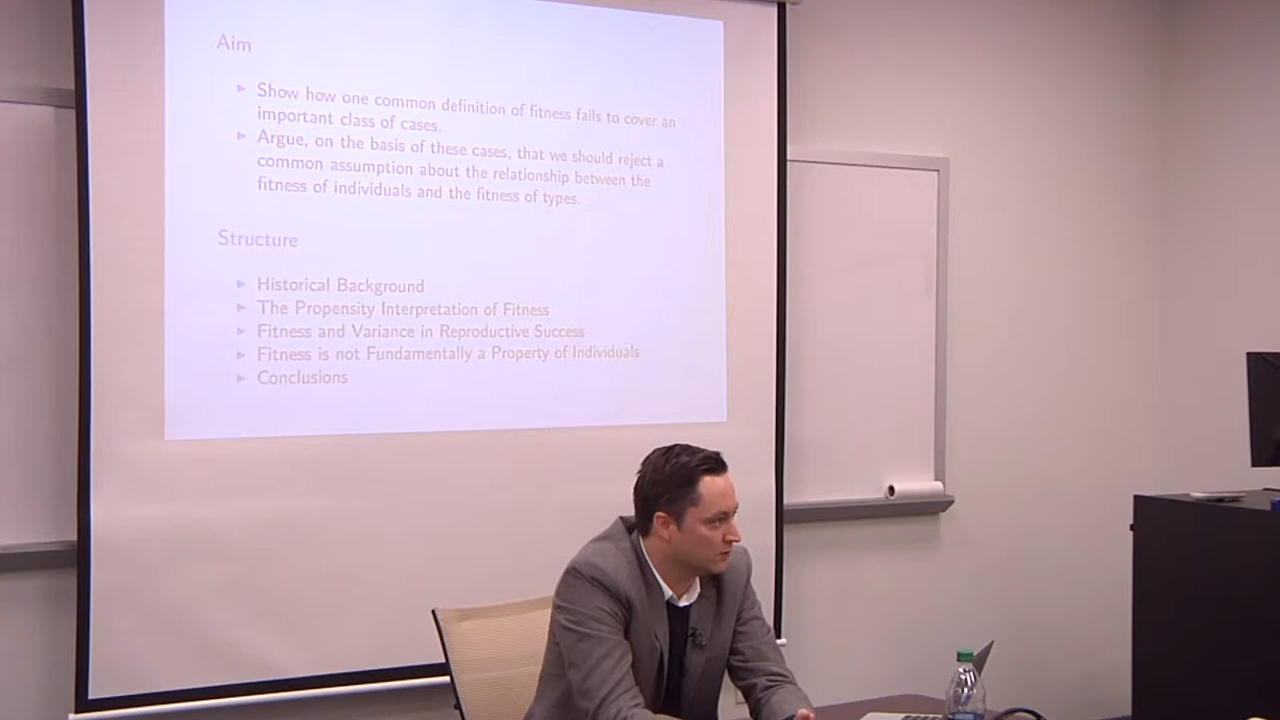 Aim
Show how one common definition of fitness fails to cover an
important class of cases.
Argue, on the basis of these cases, that we should reject a
common assumption about the relationship between the
fitness of individuals and the fitness of types.
Structure
Historical Background
The Propensity Interpretation of Fitness
Fitness and Variance in Reproductive Success
Fitness is not Fundamentally a Property of Individuals
Conclusions